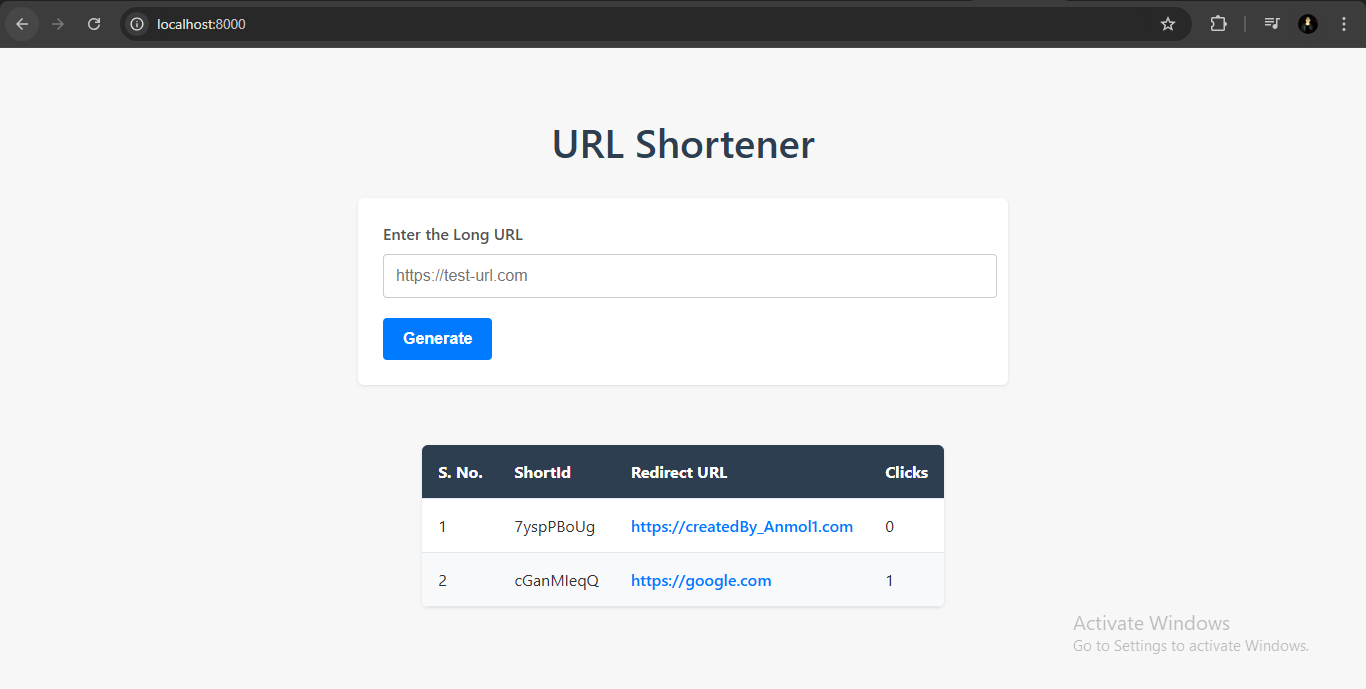 localhost:8000
URL Shortener
Enter the Long URL
https://test-url.com
Generate
S. No. ShortId Redirect URL Clicks
1 7yspPBoUg https://createdBy_Anmol1.com 0
2 cGanMIeqQ https://google.com 1
Activate Windows
Go to Settings to activate Windows.